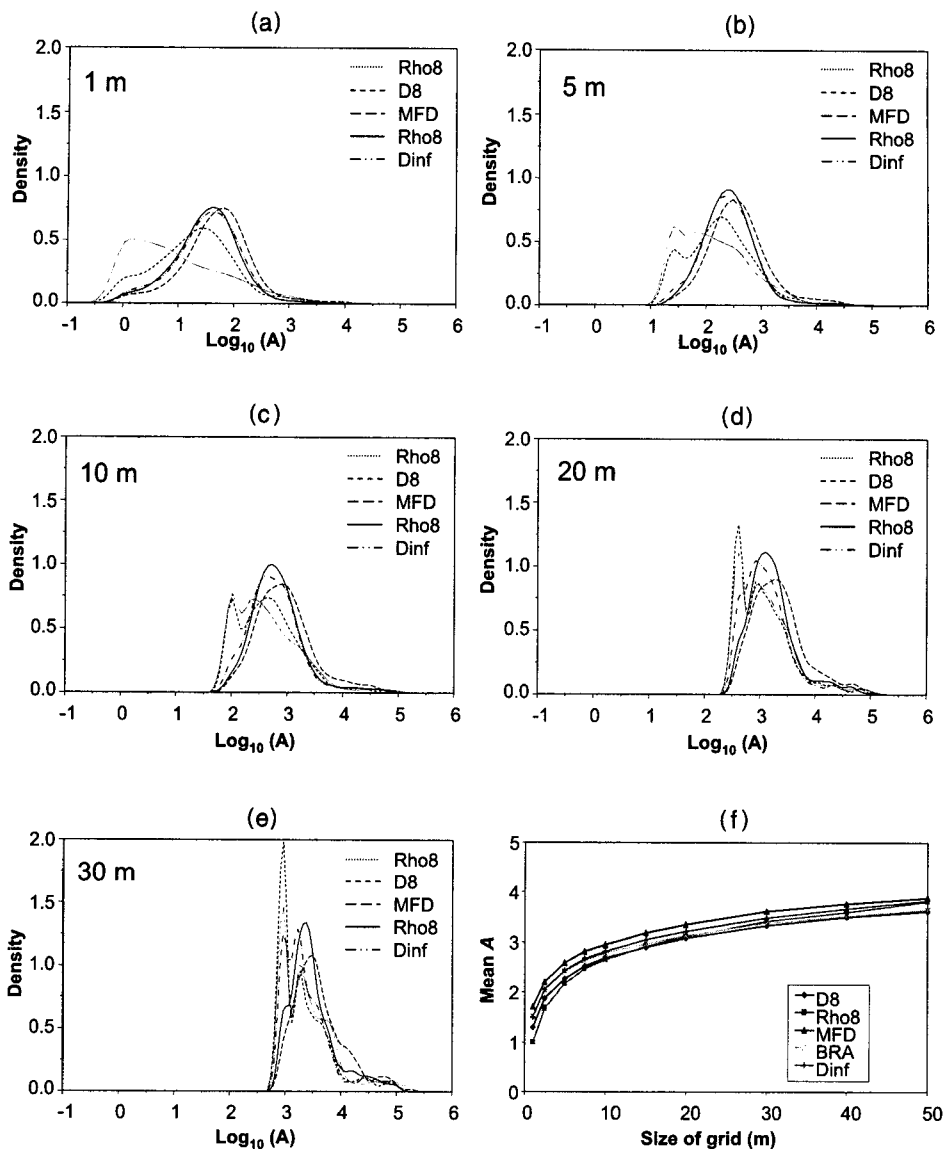 (a)
2.0
1.5
1.0
0.5
0.0
Density
1 m
Rho8
D8
MFD
Rho8
Dinf
-1 0 1 2 3 4 5 6
Log10 (A)
(b)
2.0
1.5
1.0
0.5
0.0
Density
5 m
Rho8
D8
MFD
Rho8
Dinf
-1 0 1 2 3 4 5 6
Log10 (A)
(c)
2.0
1.5
1.0
0.5
0.0
Density
10 m
Rho8
D8
MFD
Rho8
Dinf
-1 0 1 2 3 4 5 6
Log10 (A)
(d)
2.0
1.5
1.0
0.5
0.0
Density
20 m
Rho8
D8
MFD
Rho8
Dinf
-1 0 1 2 3 4 5 6
Log10 (A)
(e)
2.0
1.5
1.0
0.5
0.0
Density
30 m
Rho8
D8
MFD
Rho8
Dinf
-1 0 1 2 3 4 5 6
Log10 (A)
(f)
5
4
3
2
1
0
Mean A
D8
Rho8
MFD
BRA
Dinf
0 10 20 30 40 50
Size of grid (m)